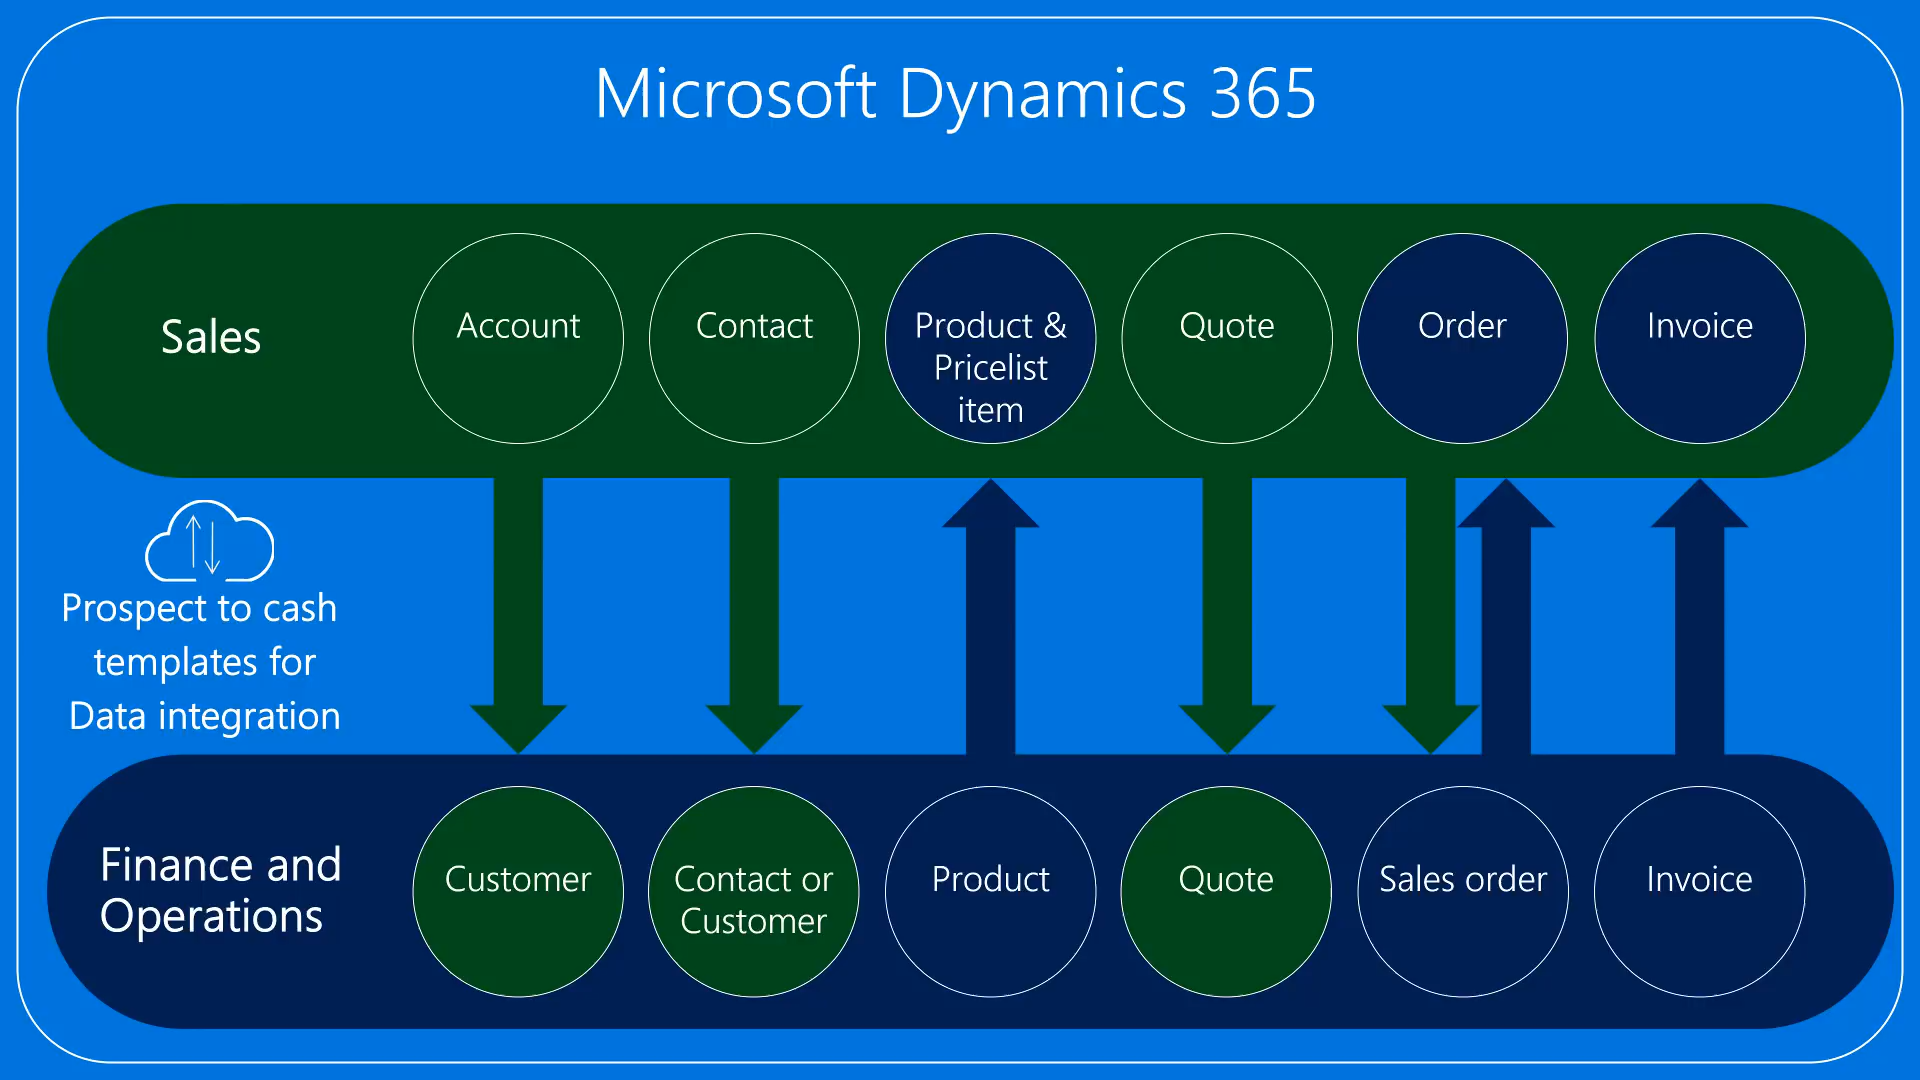 Microsoft Dynamics 365
Sales
Account
Contact
Product &
Pricelist
item
Quote
Order
Invoice
Prospect to cash
templates for
Data integration
Finance and
Operations
Customer
Contact or
Customer
Product
Quote
Sales order
Invoice